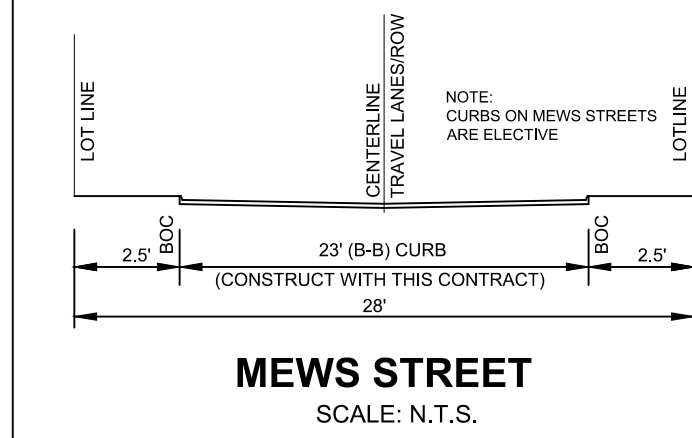 LOT LINE
CENTERLINE
TRAVEL LANES/ROW
NOTE:
CURBS ON MEWS STREETS
ARE ELECTIVE
LOTLINE
2.5'
BOC
23' (B-B) CURB
BOC
2.5'
(CONSTRUCT WITH THIS CONTRACT)
28'
MEWS STREET
SCALE: N.T.S.